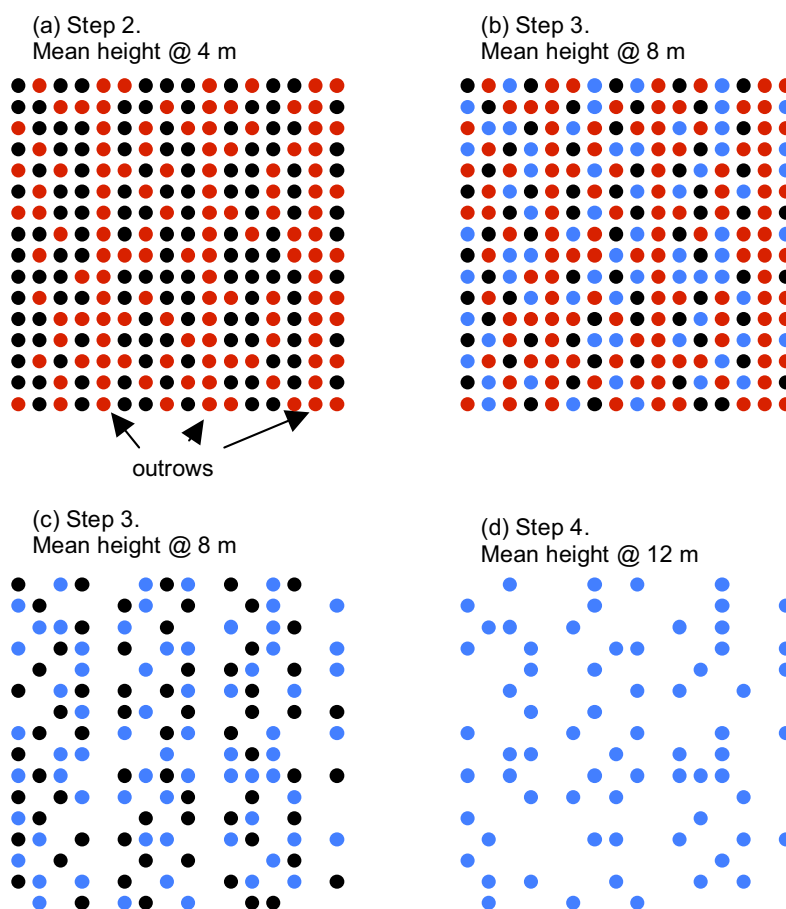 (a) Step 2.
Mean height @ 4 m
(b) Step 3.
Mean height @ 8 m
outrows
(c) Step 3.
Mean height @ 8 m
(d) Step 4.
Mean height @ 12 m